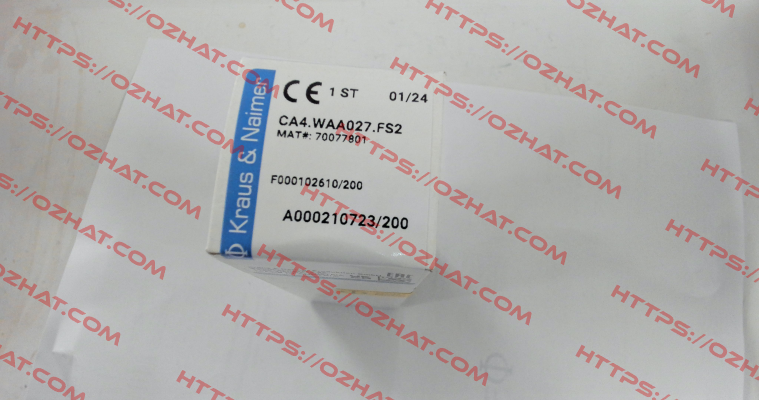 HTTPS://OZHAT.COM
CE 1 ST 01/24
CA4.WAA027.FS2
MAT#: 70077801
F000102610/200
A000210723/200
Kraus & Naimer